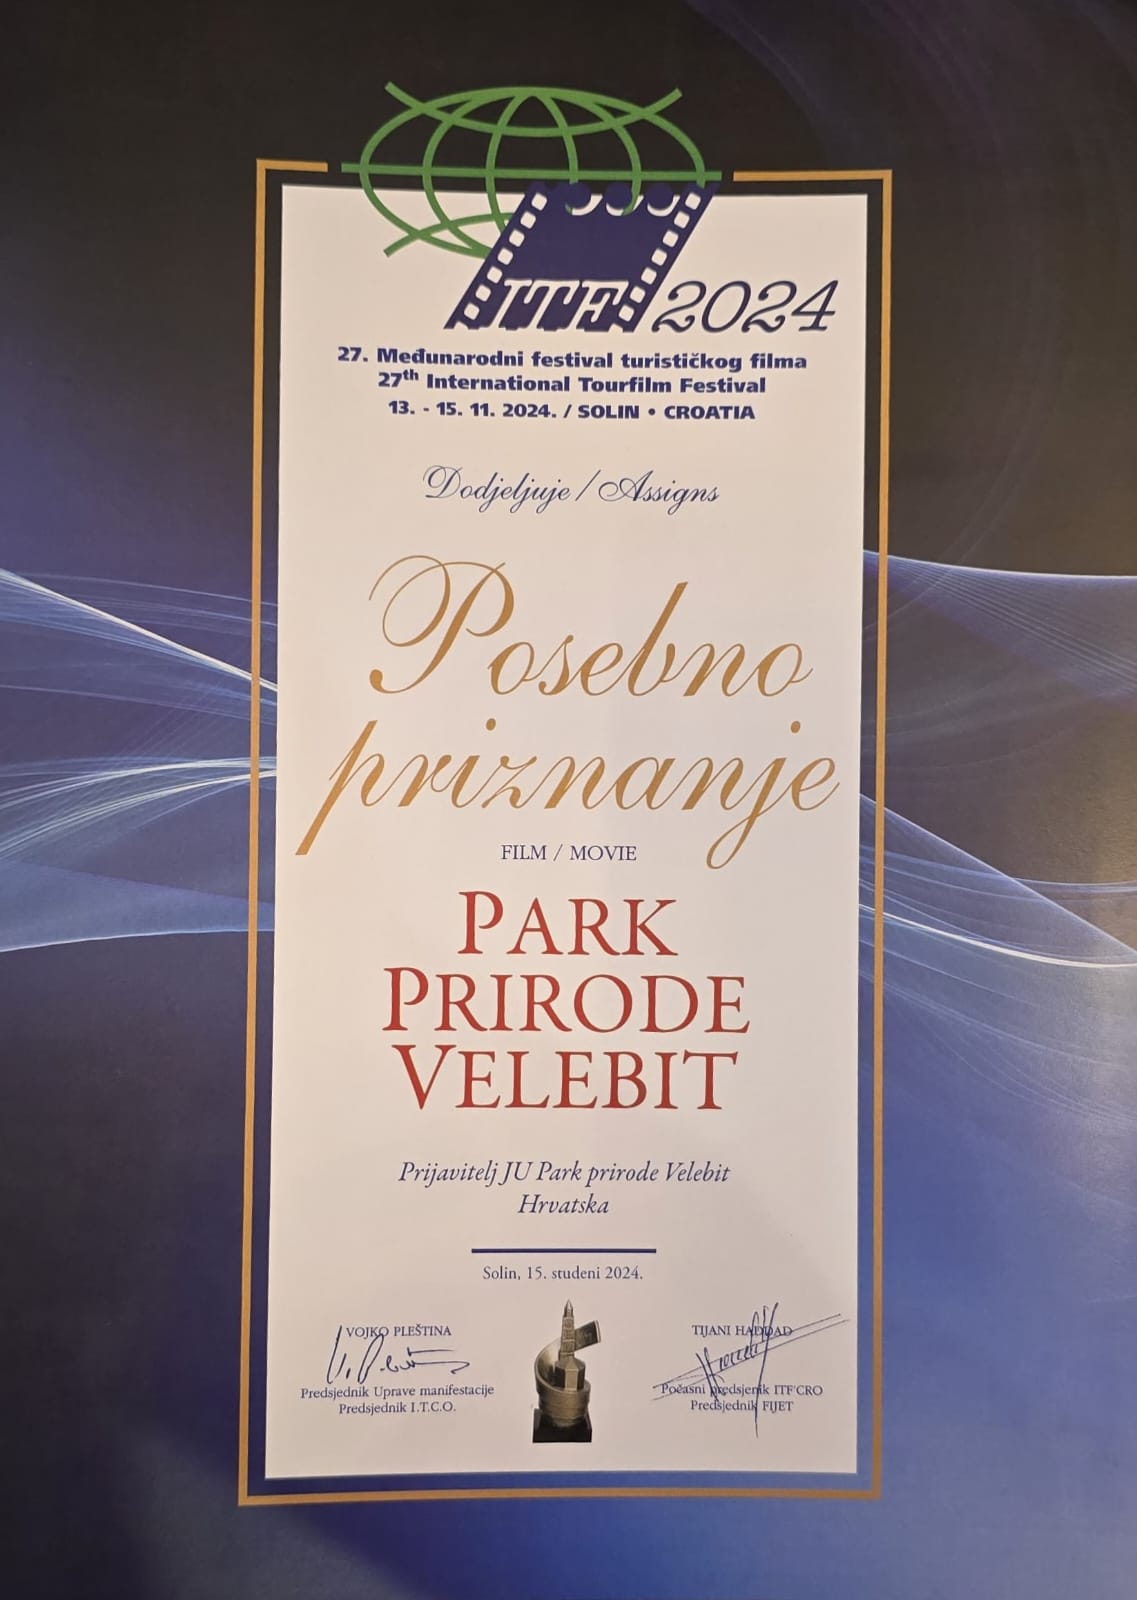 ITF 2024
27. Međunarodni festival turističkog filma
27th International Tourfilm Festival
13. - 15. 11. 2024. / SOLIN • CROATIA
Dodjeljuje / Assigns
Posebno
priznanje
FILM / MOVIE
PARK
PRIRODE
VELEBIT
Prijavitelj JU Park prirode Velebit
Hrvatska
Solin, 15. studeni 2024.
VOJKO PLEŠTINA
Predsjednik Uprave manifestacije
Predsjednik I.T.C.O.
TIJANI HADDAD
Počasni predsjenik ITF'CRO
Predsjednik FIJET